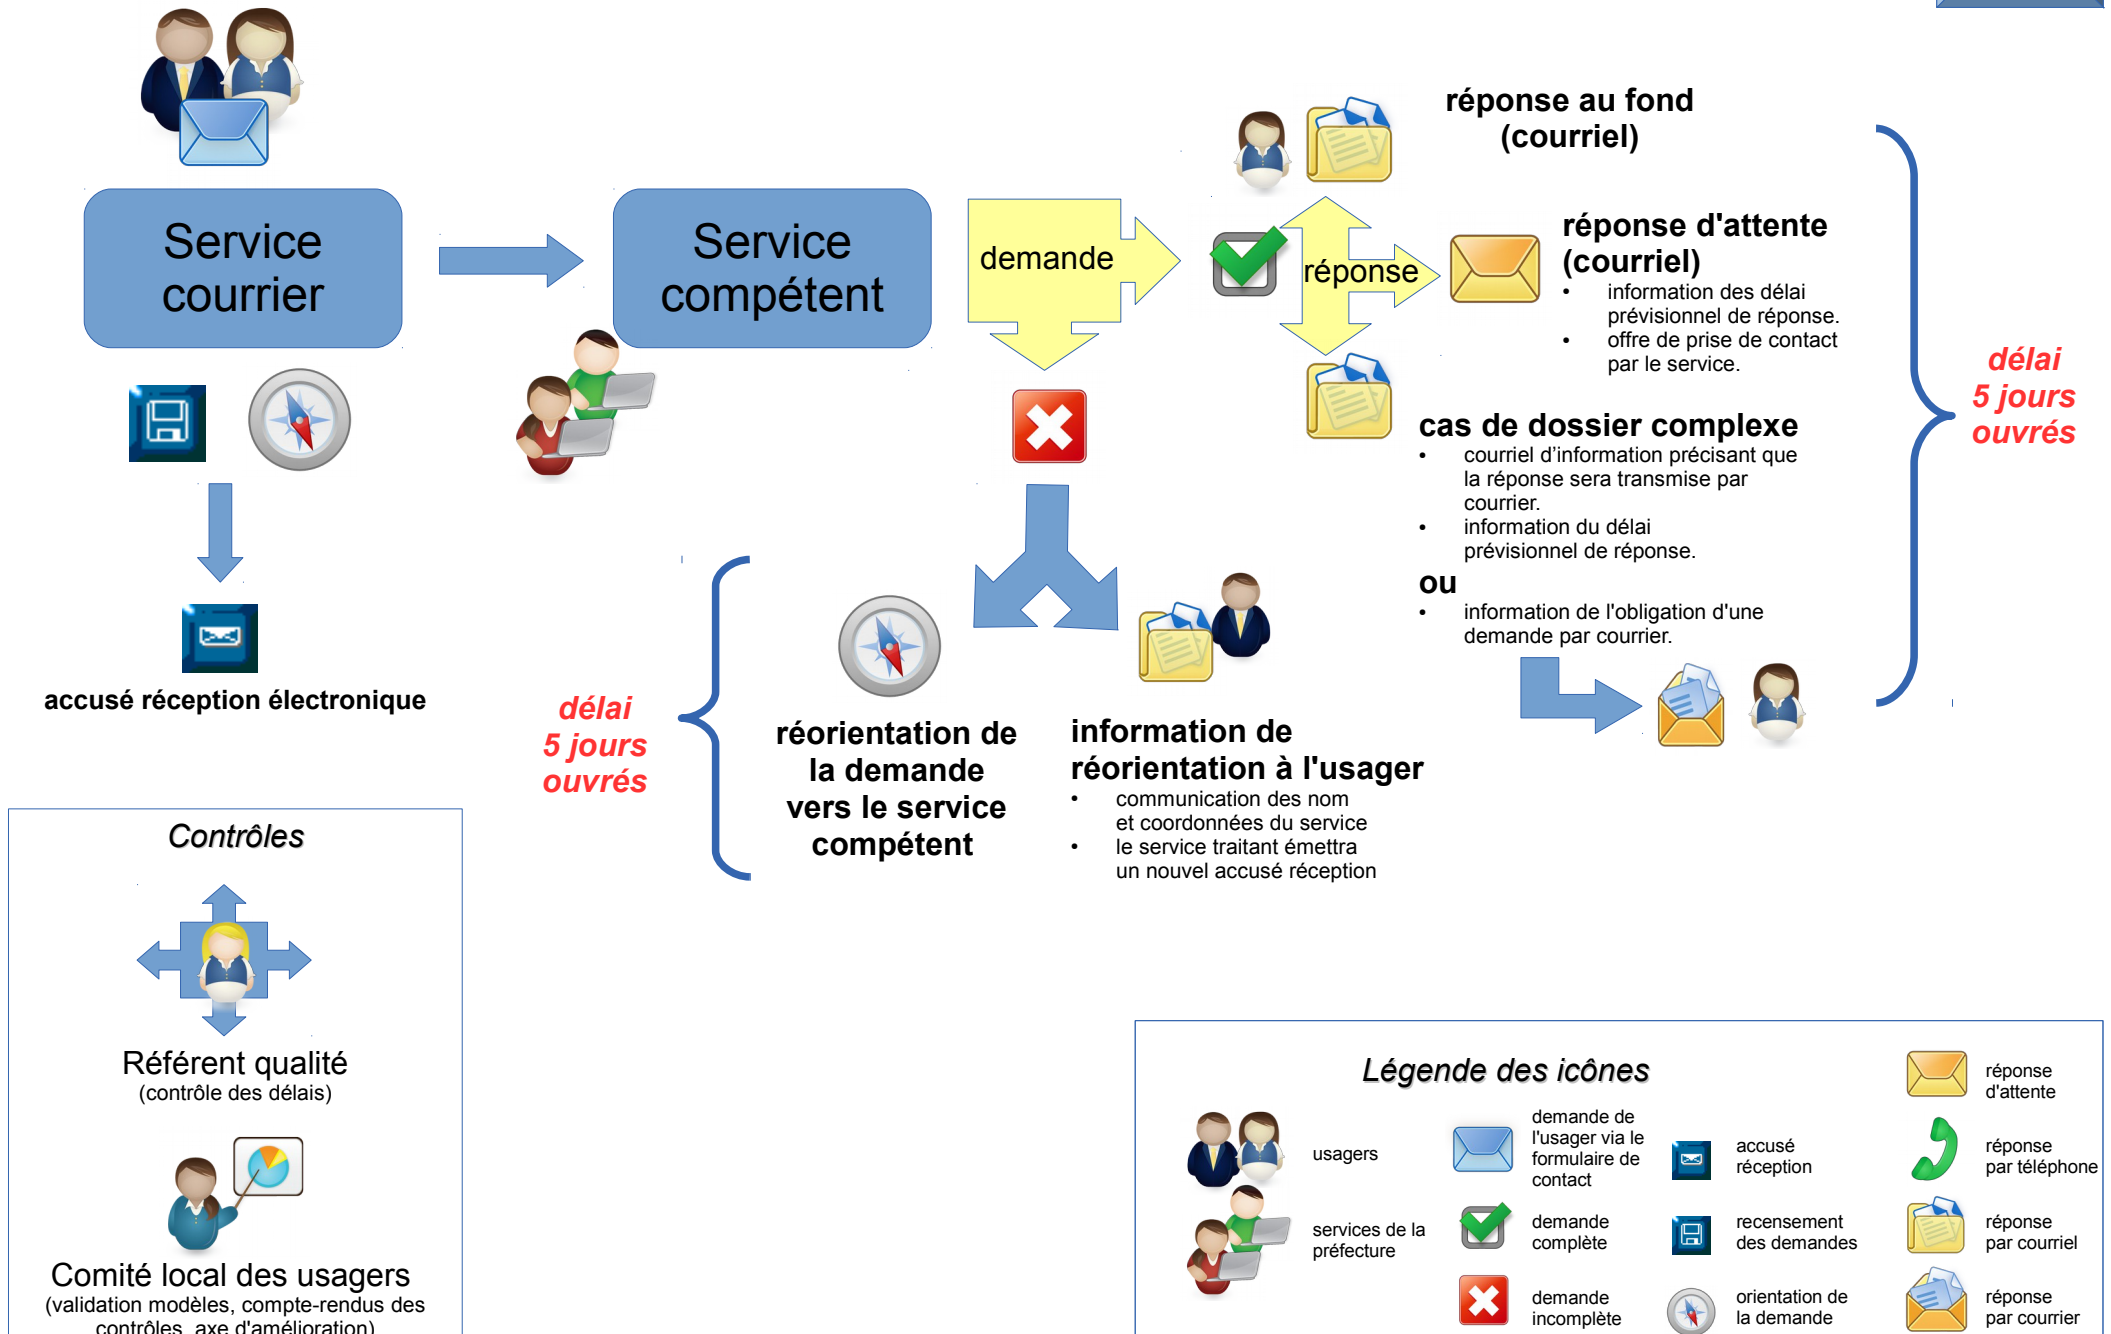 Service
courrier
Service
compétent
demande
réponse
réponse au fond
(courriel)
réponse d'attente
(courriel)
• information des délai
prévisionnel de réponse.
• offre de prise de contact
par le service.
cas de dossier complexe
• courriel d'information précisant que
la réponse sera transmise par
courrier.
• information du délai
prévisionnel de réponse.
ou
• information de l'obligation d'une
demande par courrier.
délai
5 jours
ouvrés
accusé réception électronique
délai
5 jours
ouvrés
réorientation de
la demande
vers le service
compétent
information de
réorientation à l'usager
• communication des nom
et coordonnées du service
• le service traitant émettra
un nouvel accusé réception
Contrôles
Référent qualité
(contrôle des délais)
Comité local des usagers
(validation modèles, compte-rendus des
contrôles, axe d'amélioration)
Légende des icônes
usagers
services de la
préfecture
demande de
l'usager via le
formulaire de
contact
demande
complète
demande
incomplète
accusé
réception
recensement
des demandes
orientation de
la demande
réponse
d'attente
réponse
par téléphone
réponse
par courriel
réponse
par courrier